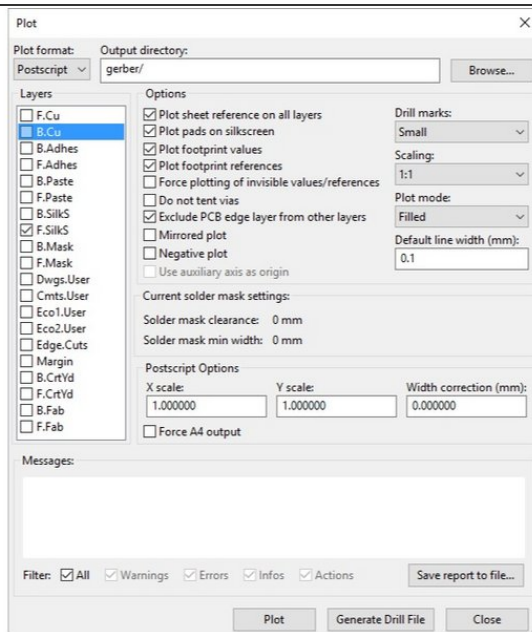 Plot
Plot format:
Output directory:
Postscript
gerber/
Browse...
Layers
F.Cu
B.Cu
B.Adhes
F.Adhes
B.Paste
F.Paste
B.SilkS
F.SilkS
B.Mask
F.Mask
Dwgs.User
Cmts.User
Eco1.User
Eco2.User
Edge.Cuts
Margin
B.CrtYd
F.CrtYd
B.Fab
F.Fab
Options
Plot sheet reference on all layers
Plot pads on silkscreen
Plot footprint values
Plot footprint references
Force plotting of invisible values/references
Do not tent vias
Exclude PCB edge layer from other layers
Mirrored plot
Negative plot
Use auxiliary axis as origin
Drill marks:
Small
Scaling:
1:1
Plot mode:
Filled
Default line width (mm):
0.1
Current solder mask settings:
Solder mask clearance: 0 mm
Solder mask min width: 0 mm
Postscript Options
X scale:
1.000000
Y scale:
1.000000
Width correction (mm):
0.000000
Force A4 output
Messages:
Filter: All Warnings Errors Infos Actions
Save report to file...
Plot
Generate Drill File
Close